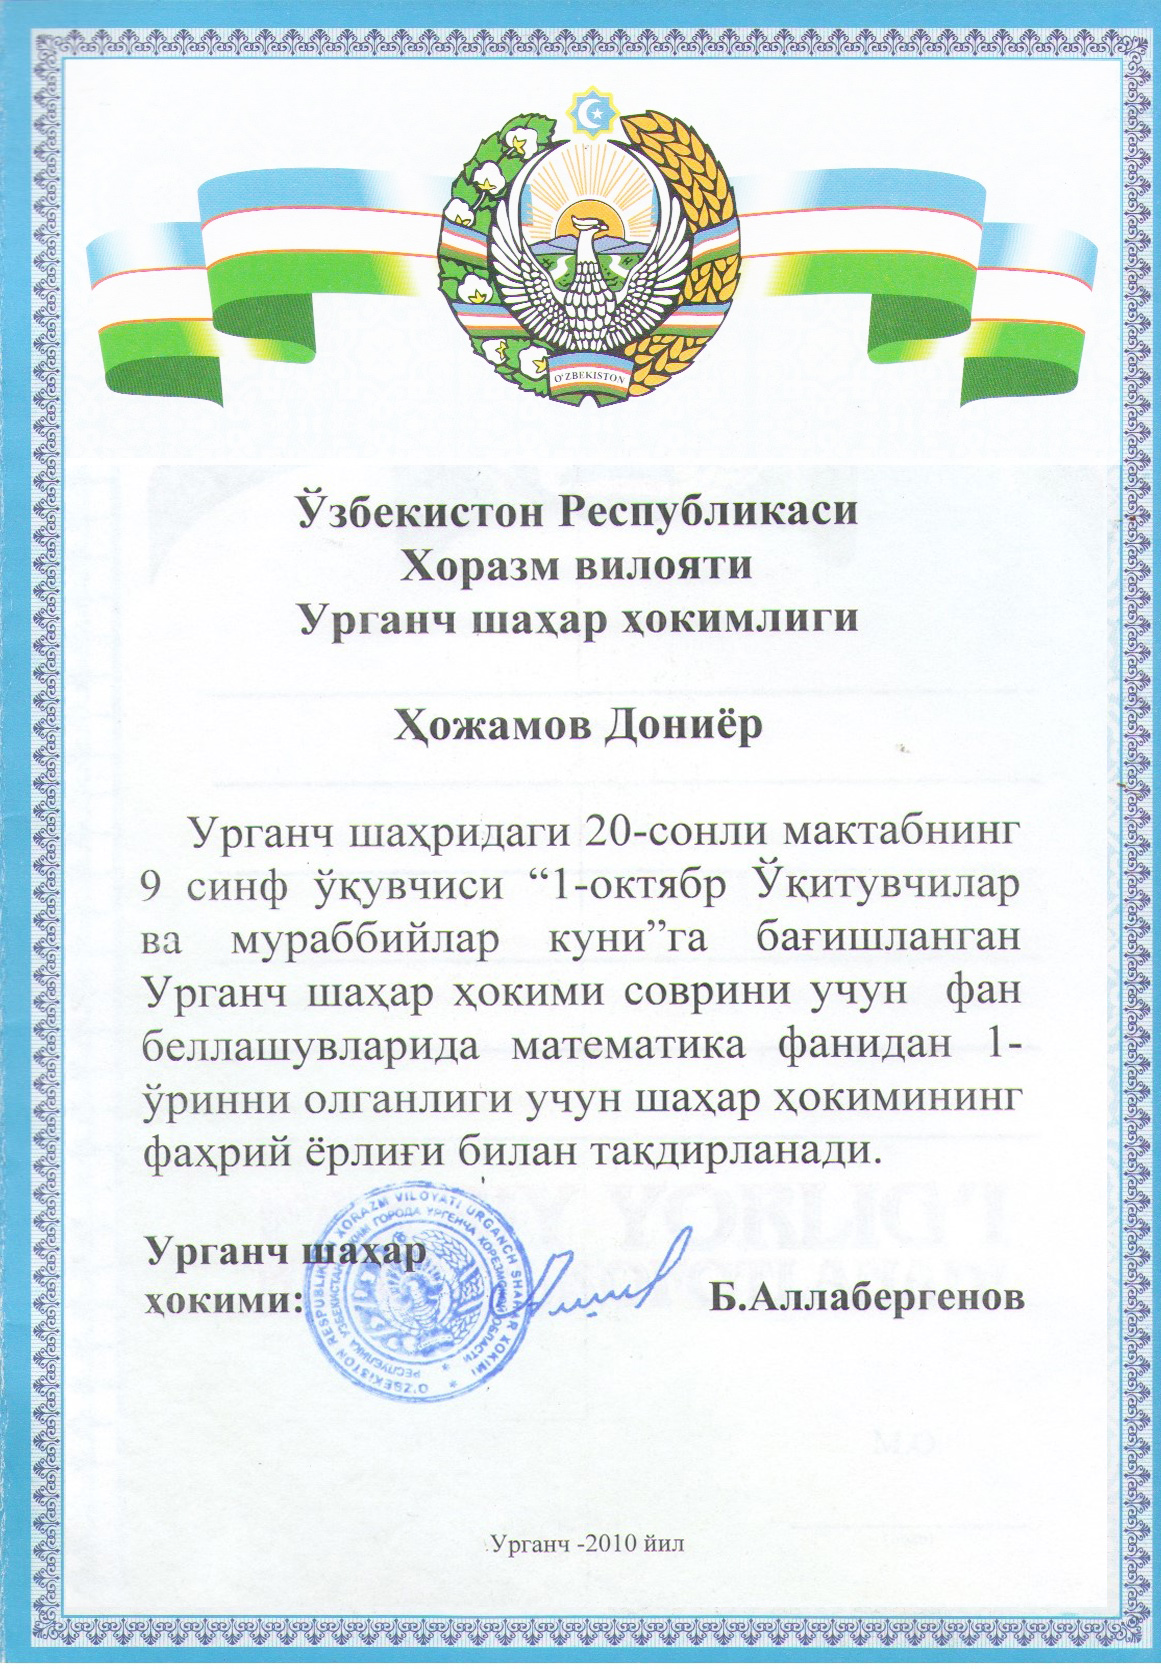 O'ZBEKISTON
Ўзбекистон Республикаси
Хоразм вилояти
Урганч шаҳар ҳокимлиги
Ҳожамов Дониёр
Урганч шаҳридаги 20-сонли мактабнинг
9 синф ўқувчиси “1-октябр Ўқитувчилар
ва мураббийлар куни”га бағишланган
Урганч шаҳар ҳокими соврини учун фан
беллашувларида математика фанидан 1-
ўринни олганлиги учун шаҳар ҳокимининг
фаҳрий ёрлиғи билан тақдирланади.
Урганч шаҳар
ҳокими:
Б.Аллабергенов
O'ZBEKISTON RESPUBLIKASI XORAZM VILOYATI URGANCH SHAHAR HOKIMI
Урганч -2010 йил